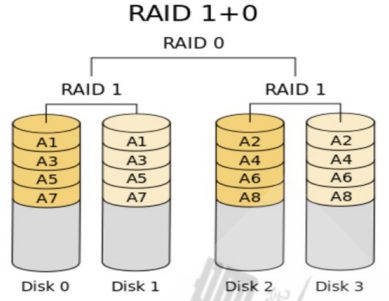 RAID 1+0
RAID 0
RAID 1 RAID 1
A1 A1 A2 A2
A3 A3 A4 A4
A5 A5 A6 A6
A7 A7 A8 A8
Disk 0 Disk 1 Disk 2 Disk 3